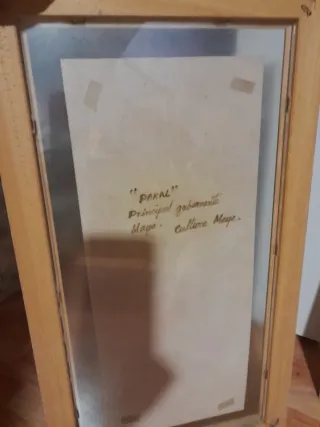 "PAKAL"
Principal gobernante
Maya. Cultura Maya.